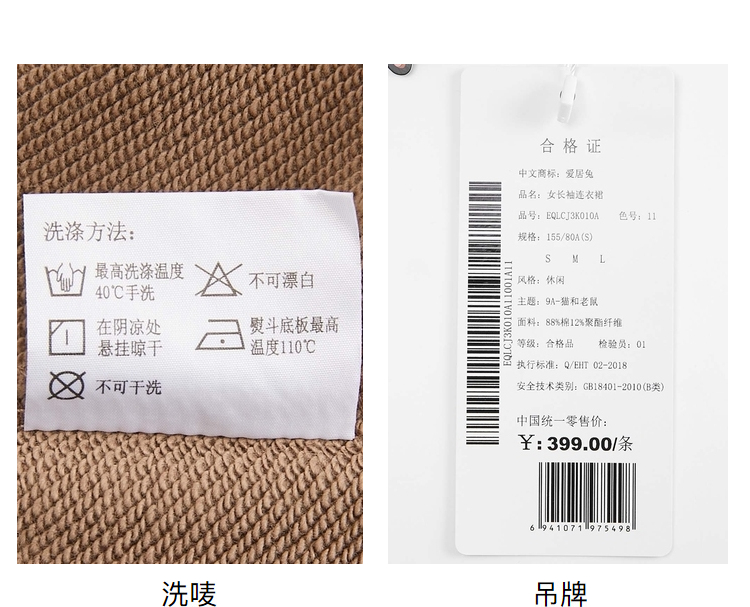 洗涤方法：
最高洗涤温度
40℃手洗
不可漂白
在阴凉处
悬挂晾干
熨斗底板最高
温度110℃
不可干洗
洗唛
合格证
中文商标：爱居兔
品名：女长袖连衣裙
品号：EQLCJ3K010A 色号：11
规格：155/80A(S)
S M L
风格：休闲
主题：9A-猫和老鼠
面料：88%棉12%聚酯纤维
等级：合格品 检验员：01
执行标准：Q/EHT 02-2018
安全技术类别：GB18401-2010(B类)
EQLCJ3K010A11001A11
中国统一零售价：
¥:399.00/条
6 941071 975498
吊牌